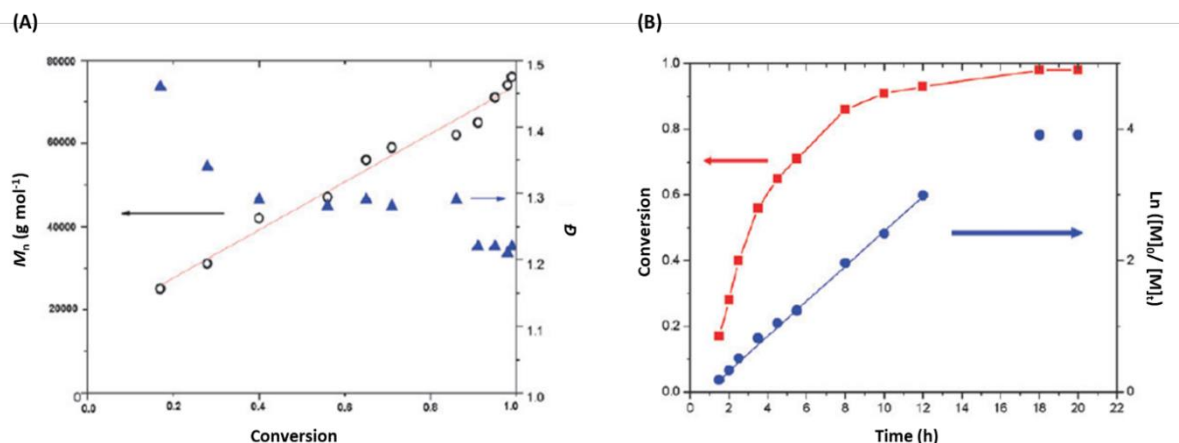 (A)
(B)
80000
60000
40000
20000
0
Mn (g mol-1)
0.0 0.2 0.4 0.6 0.8 1.0
Conversion
1.5
1.4
1.3
1.2
1.1
1.0
Đ
1.0
0.8
0.6
0.4
0.2
0.0
Conversion
2 4 6 8 10 12 14 16 18 20 22
Time (h)
4
2
0
Ln ([M]0/ [M]t)